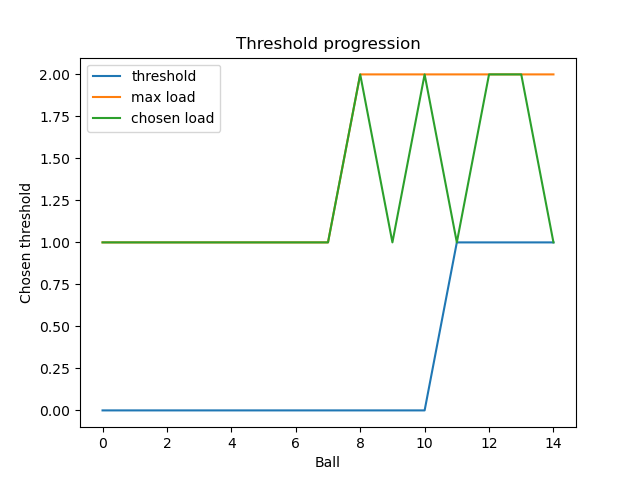 Threshold progression
threshold
max load
chosen load
2.00
1.75
1.50
1.25
1.00
0.75
0.50
0.25
0.00
Chosen threshold
0 2 4 6 8 10 12 14
Ball